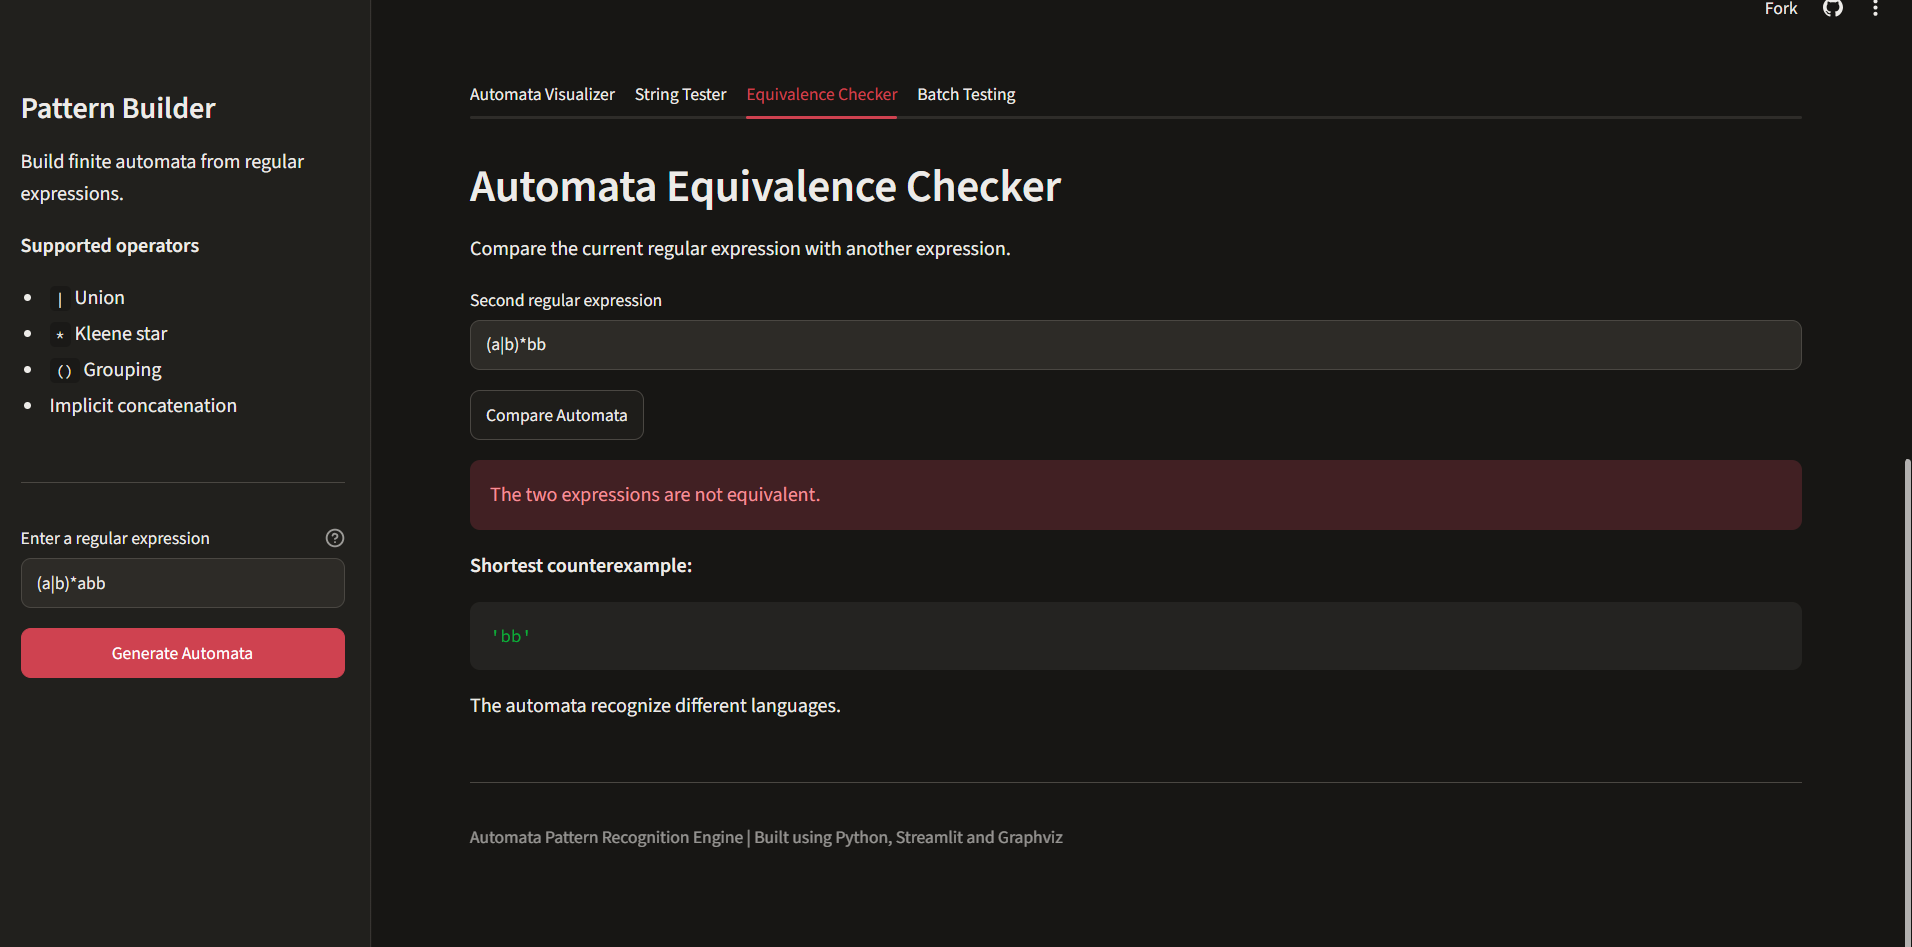 Fork
Pattern Builder
Build finite automata from regular
expressions.
Supported operators
| Union
* Kleene star
() Grouping
Implicit concatenation
Enter a regular expression
(a|b)*abb
Generate Automata
Automata Visualizer String Tester Equivalence Checker Batch Testing
Automata Equivalence Checker
Compare the current regular expression with another expression.
Second regular expression
(a|b)*bb
Compare Automata
The two expressions are not equivalent.
Shortest counterexample:
'bb'
The automata recognize different languages.
Automata Pattern Recognition Engine | Built using Python, Streamlit and Graphviz